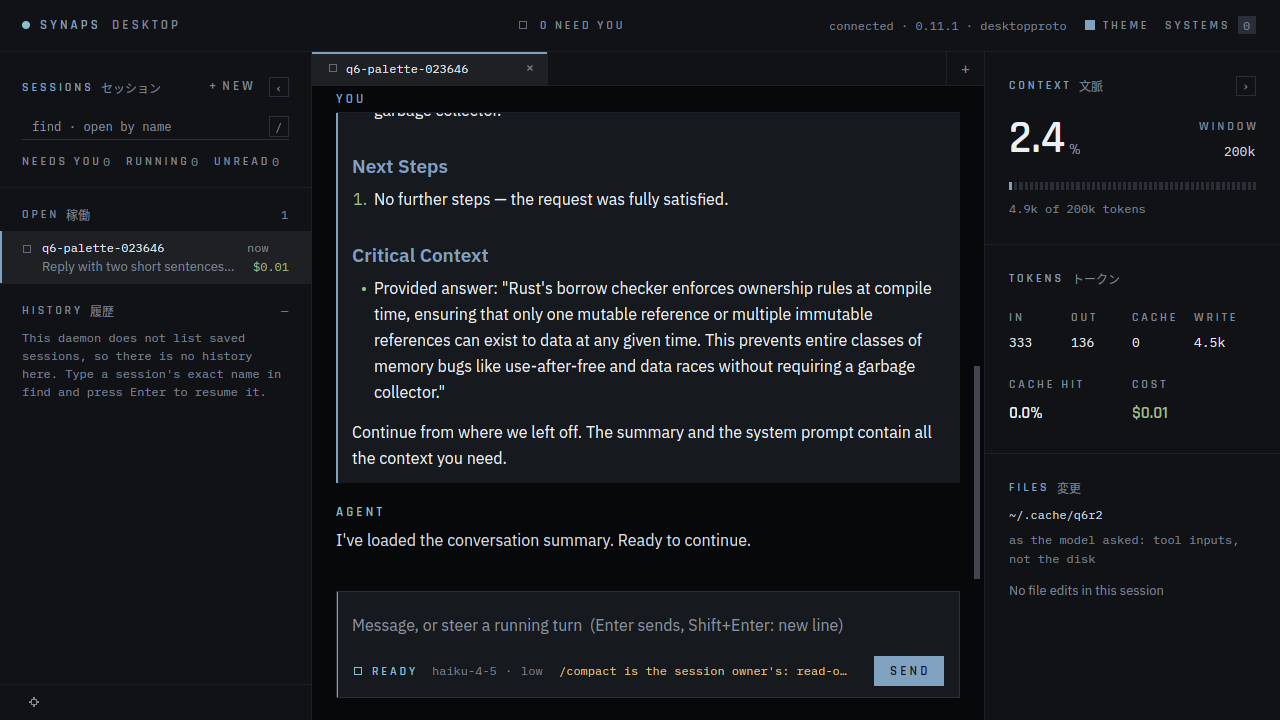 SYNAPS DESKTOP
0 NEED YOU
connected · 0.11.1 · desktopproto
THEME
SYSTEMS 0
SESSIONS セッション
+ NEW
‹
find · open by name
/
NEEDS YOU 0 RUNNING 0 UNREAD 0
OPEN 稼働 1
q6-palette-023646 now
Reply with two short sentences… $0.01
HISTORY 履歴 —
This daemon does not list saved
sessions, so there is no history
here. Type a session's exact name in
find and press Enter to resume it.
q6-palette-023646 ×
+
YOU
garbage collector."
Next Steps
1. No further steps — the request was fully satisfied.
Critical Context
• Provided answer: "Rust's borrow checker enforces ownership rules at compile
time, ensuring that only one mutable reference or multiple immutable
references can exist to data at any given time. This prevents entire classes of
memory bugs like use-after-free and data races without requiring a garbage
collector."
Continue from where we left off. The summary and the system prompt contain all
the context you need.
AGENT
I've loaded the conversation summary. Ready to continue.
Message, or steer a running turn (Enter sends, Shift+Enter: new line)
READY haiku-4-5 · low /compact is the session owner's: read-o…
SEND
CONTEXT 文脈
›
2.4 %
WINDOW
200k
4.9k of 200k tokens
TOKENS トークン
IN OUT CACHE WRITE
333 136 0 4.5k
CACHE HIT COST
0.0% $0.01
FILES 変更
~/.cache/q6r2
as the model asked: tool inputs,
not the disk
No file edits in this session